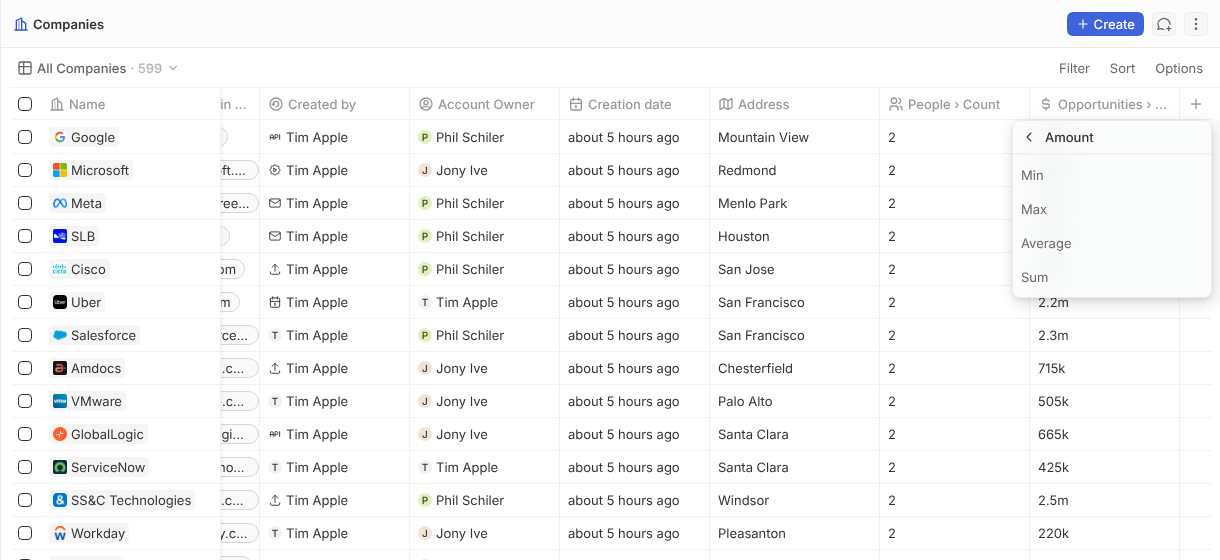 Companies
+ Create
All Companies · 599
Filter Sort Options
Name in ... Created by Account Owner Creation date Address People › Count Opportunities › ...
Google API Tim Apple P Phil Schiler about 5 hours ago Mountain View 2
Amount
Microsoft oft.... Tim Apple J Jony Ive about 5 hours ago Redmond 2
Min
Meta ree... Tim Apple P Phil Schiler about 5 hours ago Menlo Park 2
Max
SLB Tim Apple P Phil Schiler about 5 hours ago Houston 2
Average
Cisco om Tim Apple P Phil Schiler about 5 hours ago San Jose 2
Sum
Uber m Tim Apple T Tim Apple about 5 hours ago San Francisco 2 2.2m
Salesforce rce... T Tim Apple P Phil Schiler about 5 hours ago San Francisco 2 2.3m
Amdocs .c... Tim Apple J Jony Ive about 5 hours ago Chesterfield 2 715k
VMware .c... T Tim Apple J Jony Ive about 5 hours ago Palo Alto 2 505k
GlobalLogic gi... API Tim Apple J Jony Ive about 5 hours ago Santa Clara 2 665k
ServiceNow no... T Tim Apple T Tim Apple about 5 hours ago Santa Clara 2 425k
SS&C Technologies .c... Tim Apple P Phil Schiler about 5 hours ago Windsor 2 2.5m
Workday y.c... T Tim Apple J Jony Ive about 5 hours ago Pleasanton 2 220k